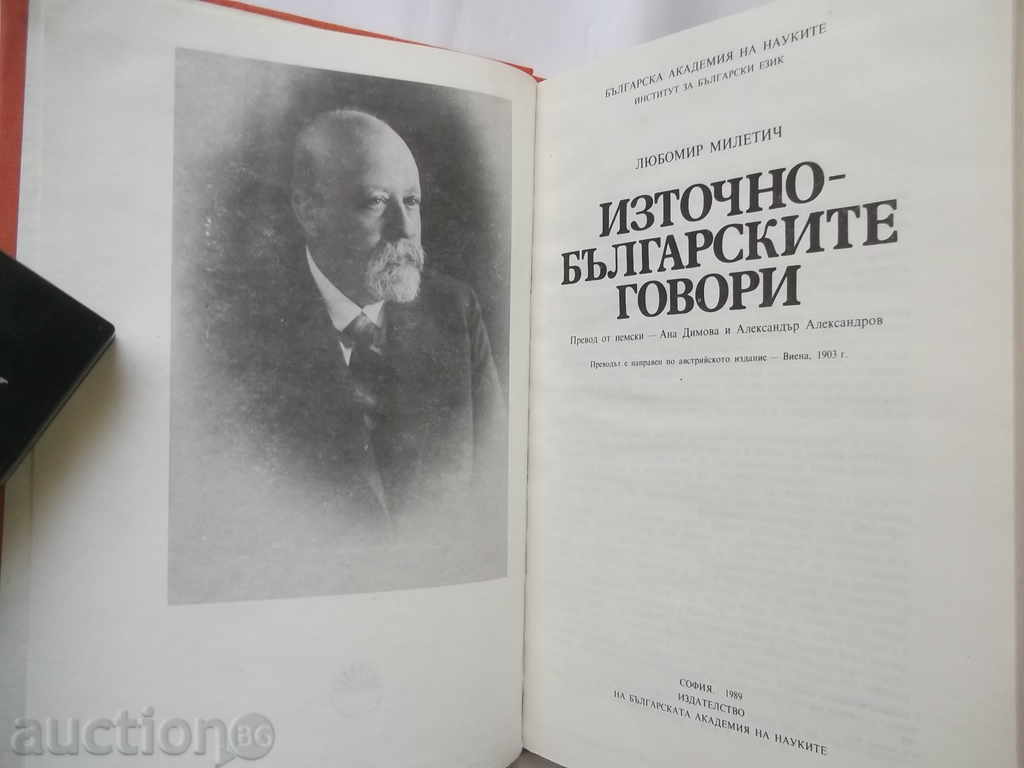 БЪЛГАРСКА АКАДЕМИЯ НА НАУКИТЕ
ИНСТИТУТ ЗА БЪЛГАРСКИ ЕЗИК
ЛЮБОМИР МИЛЕТИЧ
ИЗТОЧНО-
БЪЛГАРСКИТЕ
ГОВОРИ
Превод от немски — Ана Димова и Александър Александров
Преводът е направен по австрийското издание — Виена, 1903 г.
СОФИЯ. 1989
ИЗДАТЕЛСТВО
НА БЪЛГАРСКАТА АКАДЕМИЯ НА НАУКИТЕ
auction BG